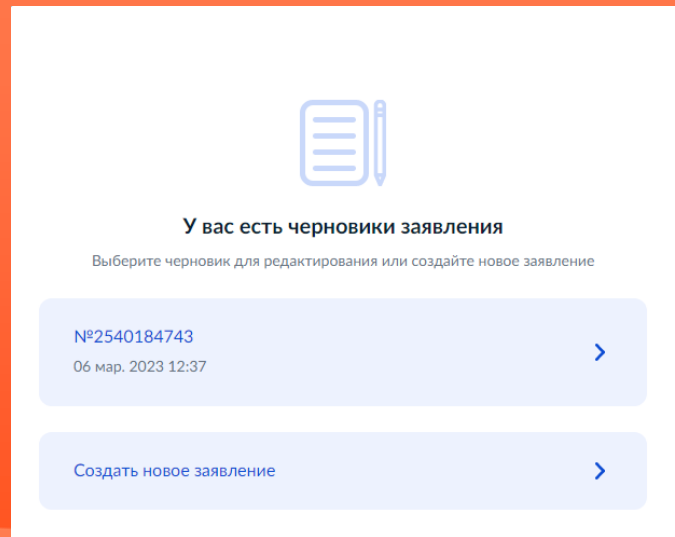 У вас есть черновики заявления
Выберите черновик для редактирования или создайте новое заявление
№2540184743
06 мар. 2023 12:37
Создать новое заявление